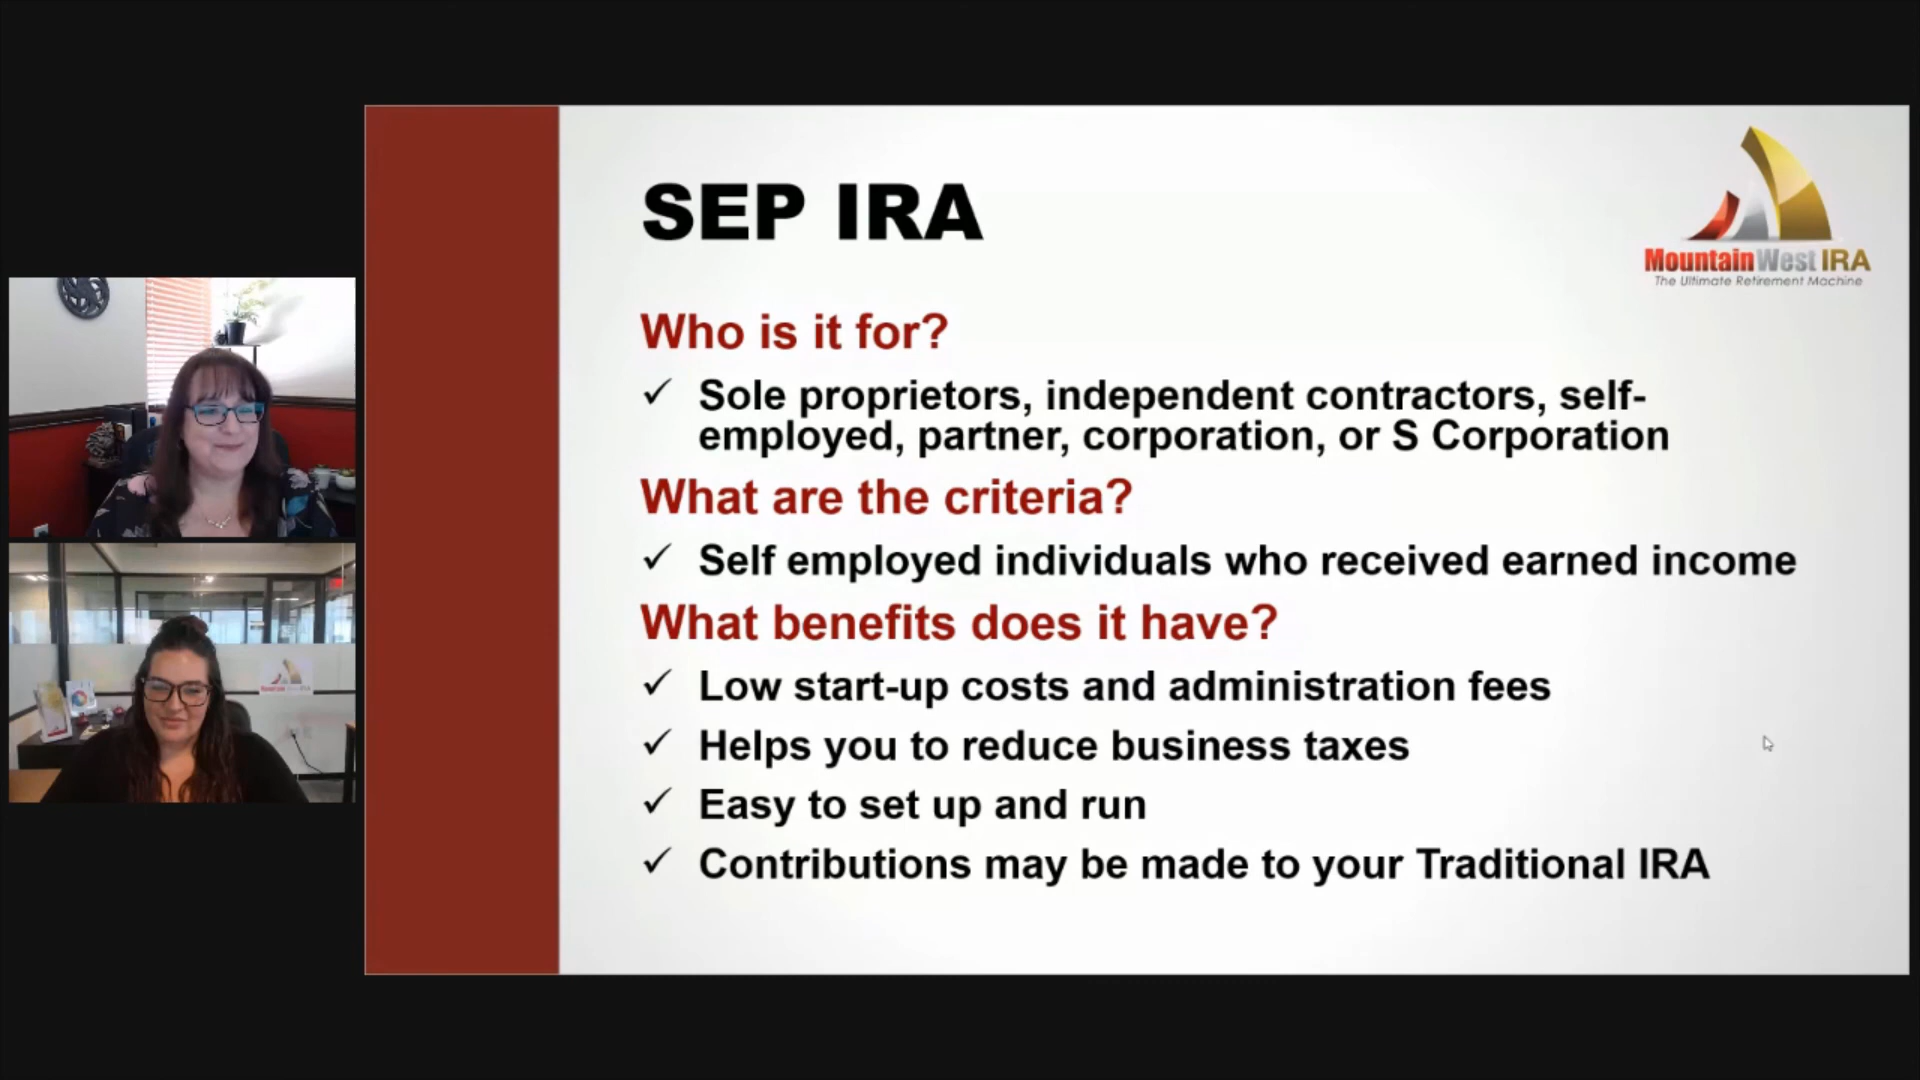 SEP IRA
MountainWest IRA
The Ultimate Retirement Machine
Who is it for?
✓ Sole proprietors, independent contractors, self-
employed, partner, corporation, or S Corporation
What are the criteria?
✓ Self employed individuals who received earned income
What benefits does it have?
✓ Low start-up costs and administration fees
✓ Helps you to reduce business taxes
✓ Easy to set up and run
✓ Contributions may be made to your Traditional IRA